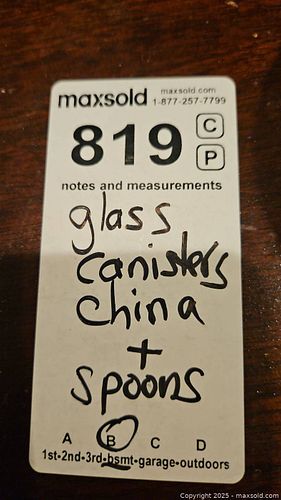 maxsold maxsold.com
1-877-257-7799
819 C
P
notes and measurements
glass
canisters
china
+
spoons
A B C D
1st-2nd-3rd-bsmt-garage-outdoors
Copyright 2025 - maxsold.com